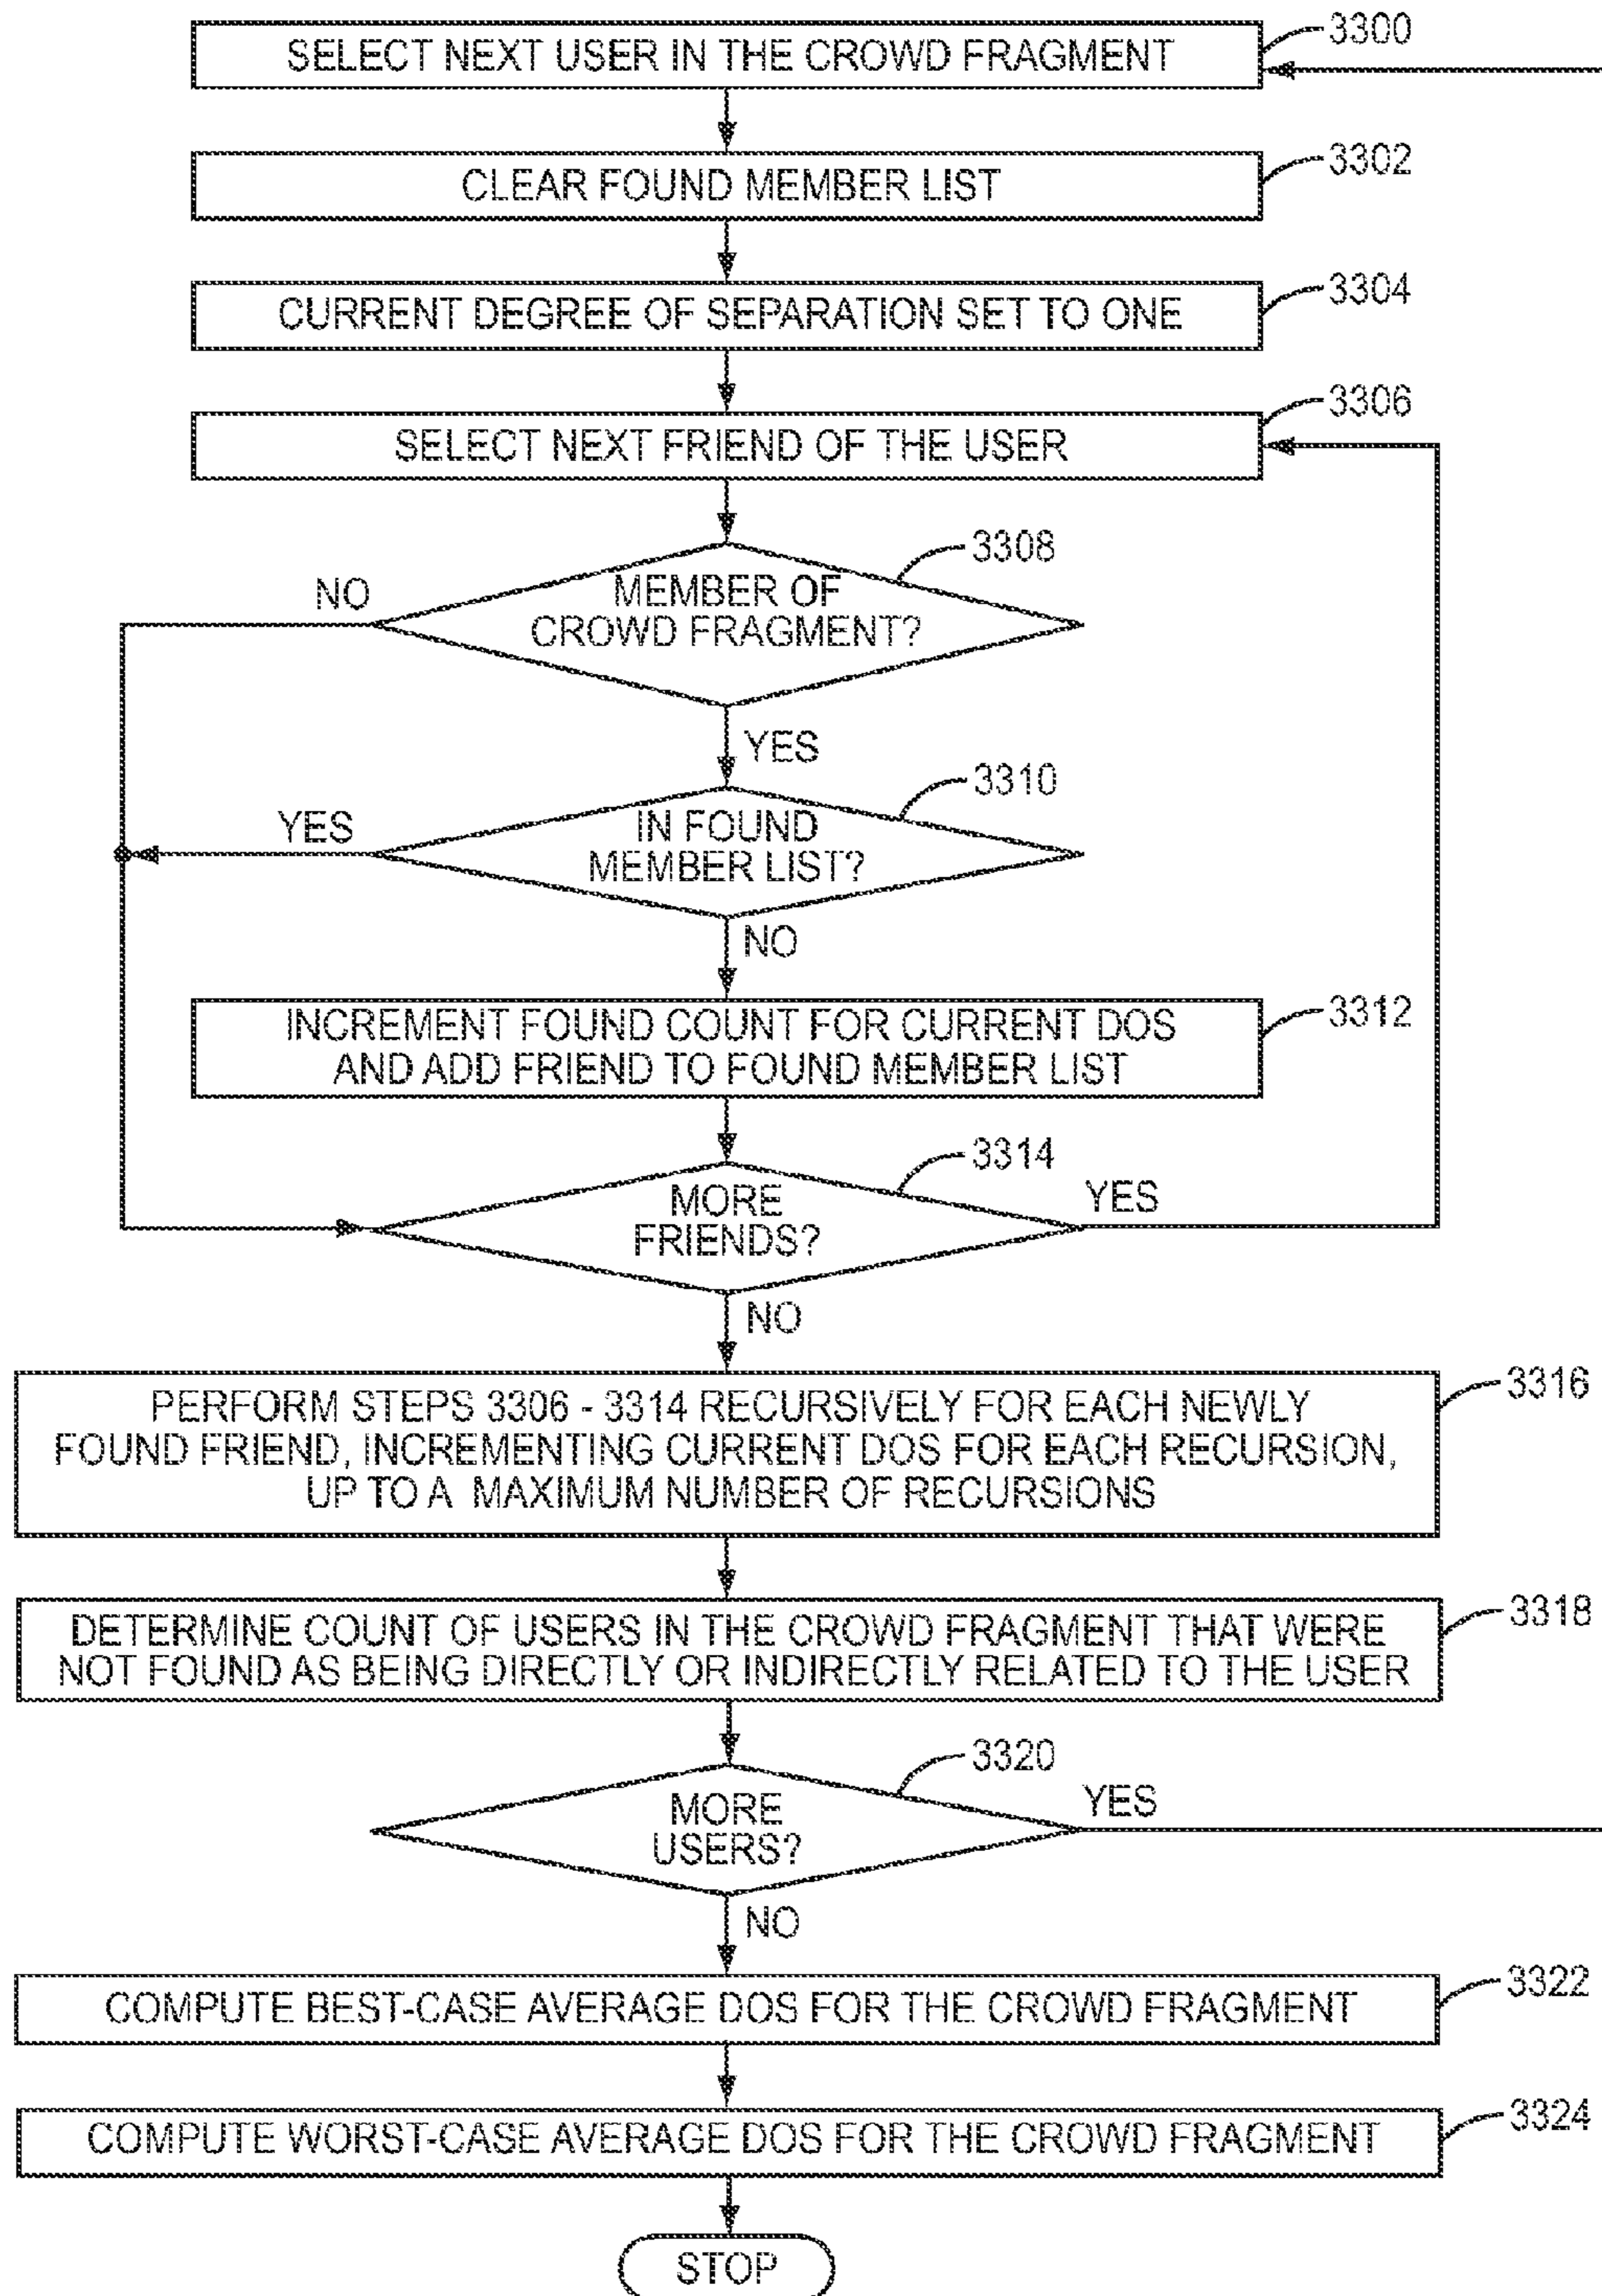 SELECT NEXT USER IN THE CROWD FRAGMENT
3300
CLEAR FOUND MEMBER LIST
3302
CURRENT DEGREE OF SEPARATION SET TO ONE
3304
SELECT NEXT FRIEND OF THE USER
3306
3308
NO
MEMBER OF
CROWD FRAGMENT?
YES
3310
YES
IN FOUND
MEMBER LIST?
NO
INCREMENT FOUND COUNT FOR CURRENT DOS
AND ADD FRIEND TO FOUND MEMBER LIST
3312
3314
MORE
FRIENDS?
YES
NO
PERFORM STEPS 3306 - 3314 RECURSIVELY FOR EACH NEWLY
FOUND FRIEND, INCREMENTING CURRENT DOS FOR EACH RECURSION,
UP TO A MAXIMUM NUMBER OF RECURSIONS
3316
DETERMINE COUNT OF USERS IN THE CROWD FRAGMENT THAT WERE
NOT FOUND AS BEING DIRECTLY OR INDIRECTLY RELATED TO THE USER
3318
3320
MORE
USERS?
YES
NO
COMPUTE BEST-CASE AVERAGE DOS FOR THE CROWD FRAGMENT
3322
COMPUTE WORST-CASE AVERAGE DOS FOR THE CROWD FRAGMENT
3324
STOP